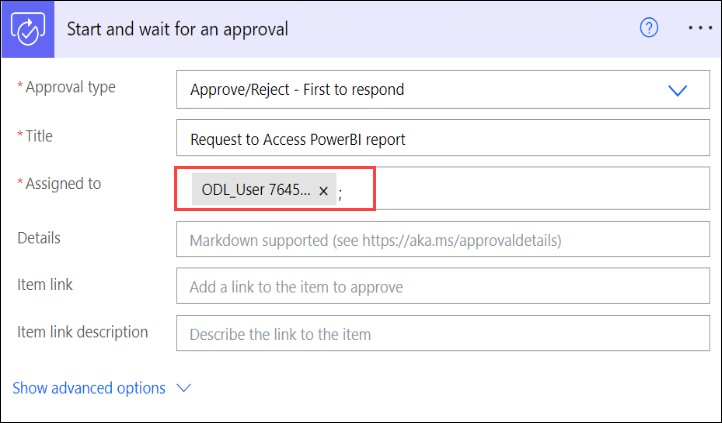 Start and wait for an approval
* Approval type
Approve/Reject - First to respond
* Title
Request to Access PowerBI report
* Assigned to
ODL_User 7645... × ;
Details
Markdown supported (see https://aka.ms/approvaldetails)
Item link
Add a link to the item to approve
Item link description
Describe the link to the item
Show advanced options